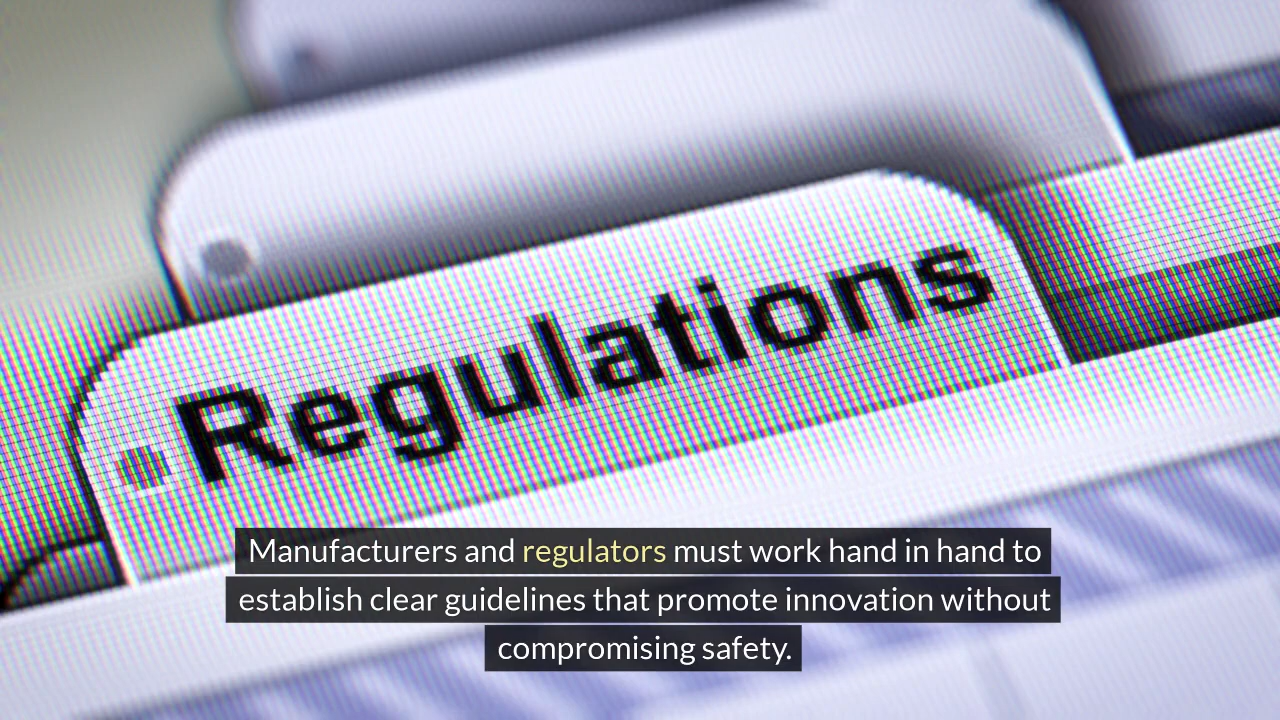 Regulations
Manufacturers and regulators must work hand in hand to
establish clear guidelines that promote innovation without
compromising safety.